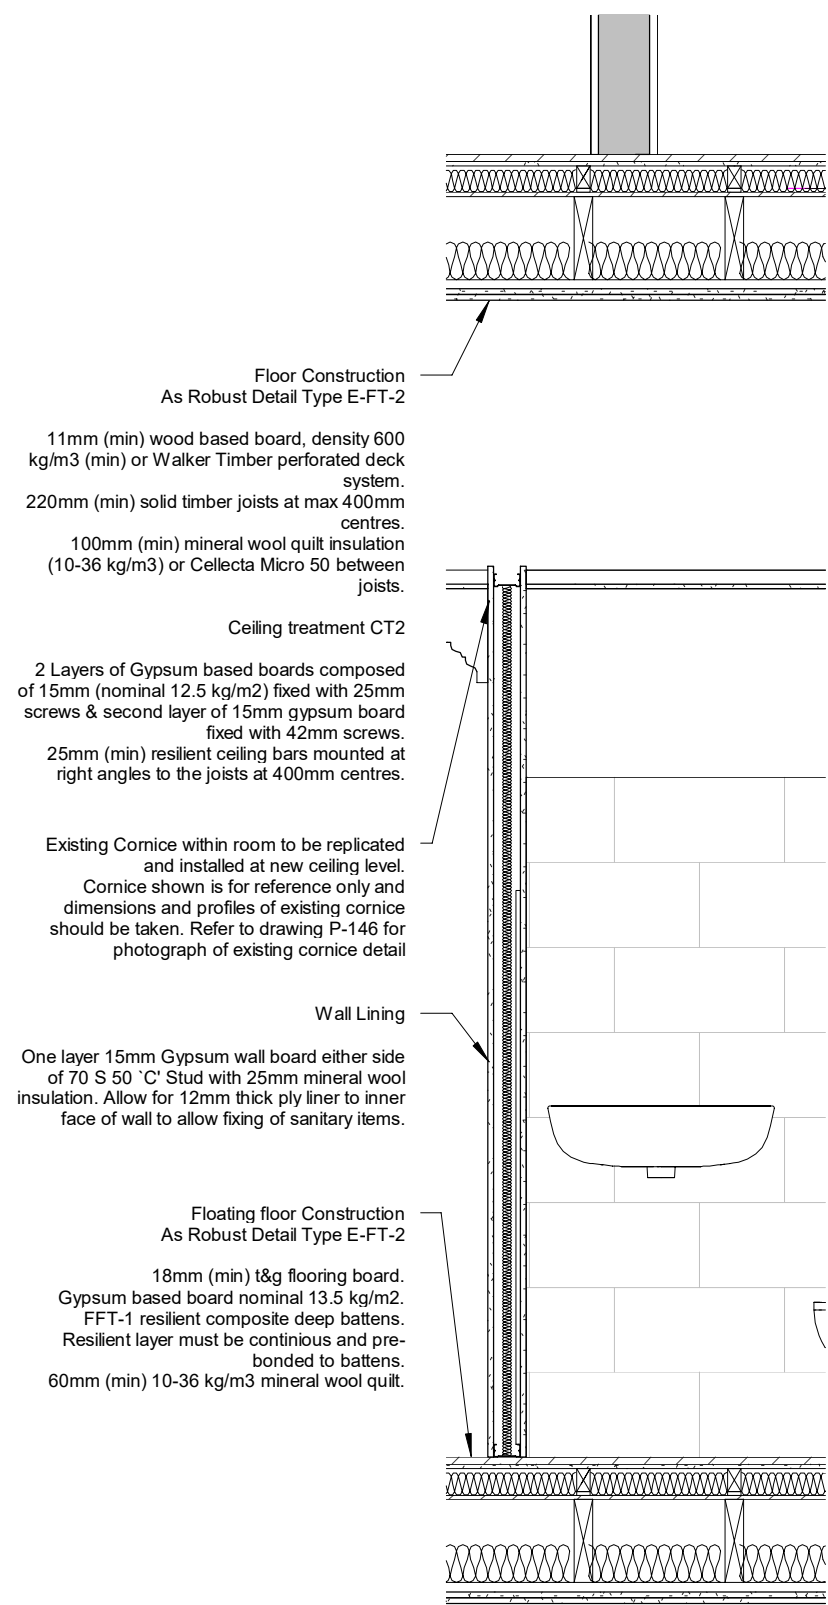 Floor Construction
As Robust Detail Type E-FT-2
11mm (min) wood based board, density 600
kg/m3 (min) or Walker Timber perforated deck
system.
220mm (min) solid timber joists at max 400mm
centres.
100mm (min) mineral wool quilt insulation
(10-36 kg/m3) or Cellecta Micro 50 between
joists.
Ceiling treatment CT2
2 Layers of Gypsum based boards composed
of 15mm (nominal 12.5 kg/m2) fixed with 25mm
screws & second layer of 15mm gypsum board
fixed with 42mm screws.
25mm (min) resilient ceiling bars mounted at
right angles to the joists at 400mm centres.
Existing Cornice within room to be replicated
and installed at new ceiling level.
Cornice shown is for reference only and
dimensions and profiles of existing cornice
should be taken. Refer to drawing P-146 for
photograph of existing cornice detail
Wall Lining
One layer 15mm Gypsum wall board either side
of 70 S 50 `C' Stud with 25mm mineral wool
insulation. Allow for 12mm thick ply liner to inner
face of wall to allow fixing of sanitary items.
Floating floor Construction
As Robust Detail Type E-FT-2
18mm (min) t&g flooring board.
Gypsum based board nominal 13.5 kg/m2.
FFT-1 resilient composite deep battens.
Resilient layer must be continious and pre-
bonded to battens.
60mm (min) 10-36 kg/m3 mineral wool quilt.